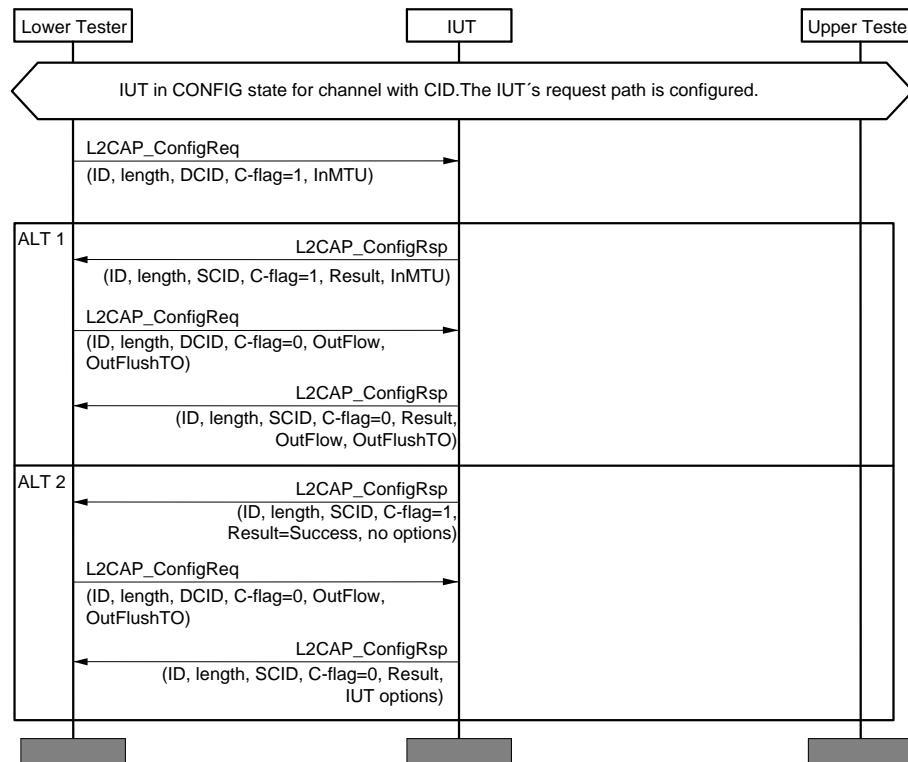 Lower Tester
IUT
Upper Teste
IUT in CONFIG state for channel with CID.The IUT´s request path is configured.
L2CAP_ConfigReq
(ID, length, DCID, C-flag=1, InMTU)
ALT 1
L2CAP_ConfigRsp
(ID, length, SCID, C-flag=1, Result, InMTU)
L2CAP_ConfigReq
(ID, length, DCID, C-flag=0, OutFlow,
OutFlushTO)
L2CAP_ConfigRsp
(ID, length, SCID, C-flag=0, Result,
OutFlow, OutFlushTO)
ALT 2
L2CAP_ConfigRsp
(ID, length, SCID, C-flag=1,
Result=Success, no options)
L2CAP_ConfigReq
(ID, length, DCID, C-flag=0, OutFlow,
OutFlushTO)
L2CAP_ConfigRsp
(ID, length, SCID, C-flag=0, Result,
IUT options)